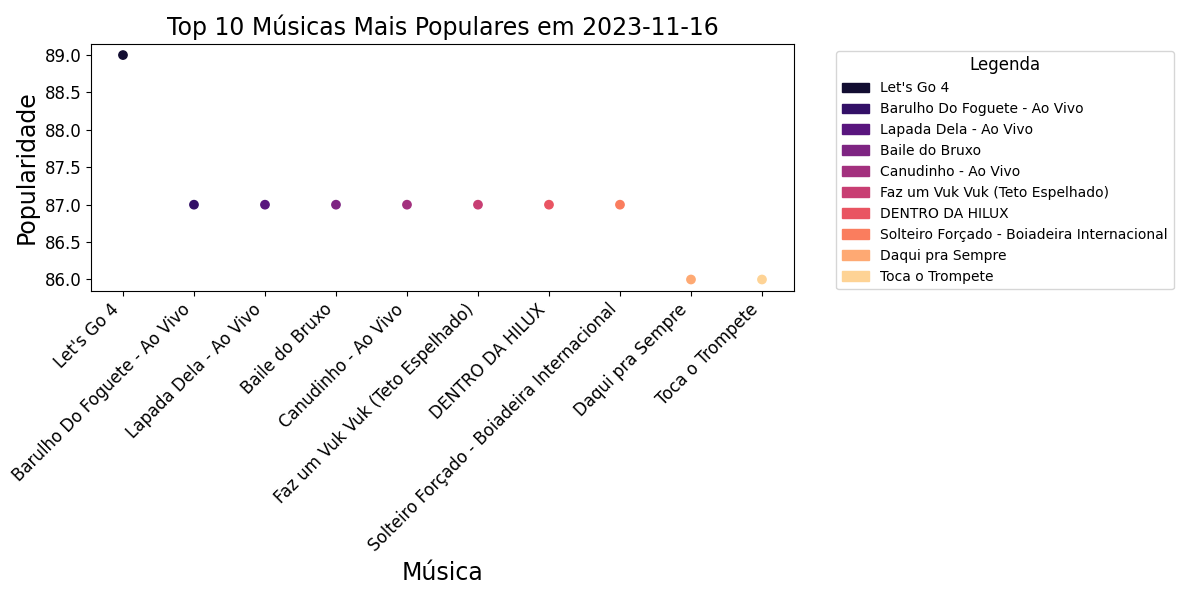 Top 10 Músicas Mais Populares em 2023-11-16
Popularidade
89.0
88.5
88.0
87.5
87.0
86.5
86.0
Let's Go 4
Barulho Do Foguete - Ao Vivo
Lapada Dela - Ao Vivo
Baile do Bruxo
Canudinho - Ao Vivo
Faz um Vuk Vuk (Teto Espelhado)
DENTRO DA HILUX
Solteiro Forçado - Boiadeira Internacional
Daqui pra Sempre
Toca o Trompete
Música
Legenda
Let's Go 4
Barulho Do Foguete - Ao Vivo
Lapada Dela - Ao Vivo
Baile do Bruxo
Canudinho - Ao Vivo
Faz um Vuk Vuk (Teto Espelhado)
DENTRO DA HILUX
Solteiro Forçado - Boiadeira Internacional
Daqui pra Sempre
Toca o Trompete